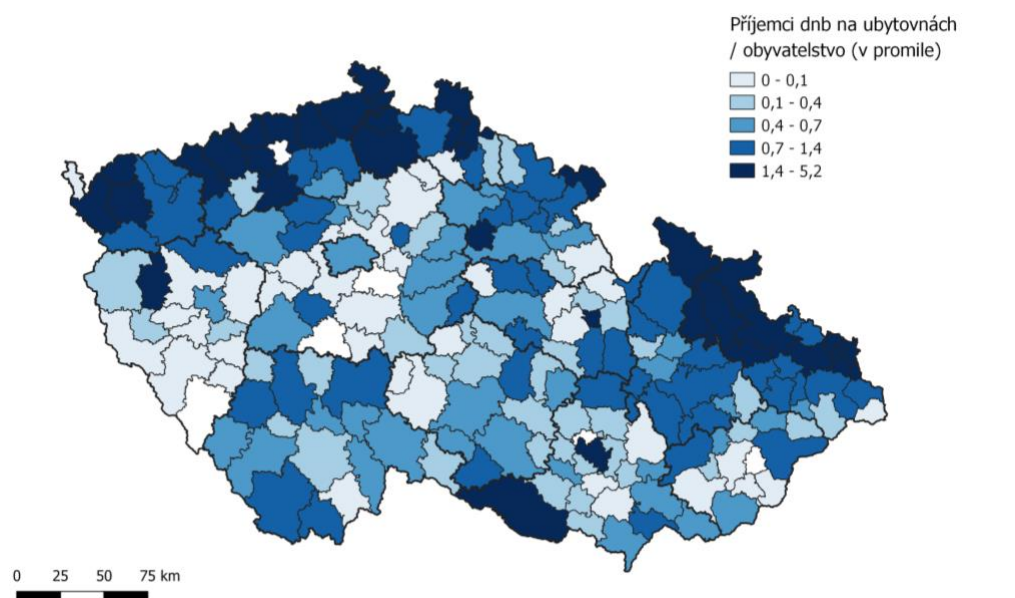 Příjemci dnb na ubytovnách
/ obyvatelstvo (v promile)
0 - 0,1
0,1 - 0,4
0,4 - 0,7
0,7 - 1,4
1,4 - 5,2
0 25 50 75 km